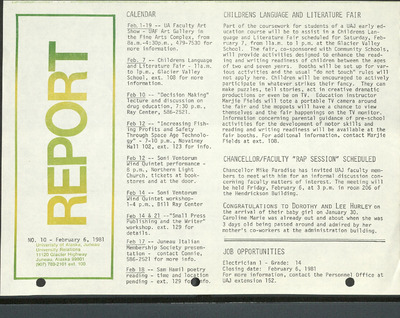 REPORT
NO. 10 - February 6, 1981
University of Alaska, Juneau
University Relations
11120 Glacier Highway
Juneau, Alaska 99801
(907) 789-2101 ext. 108
CALENDAR
Feb. 1-19 -- UA Faculty Art
Show - UAF Art Gallery in
the Fine Arts Complex, from
8a.m.-4:30p.m., 479-7530 for
more information.
Feb. 7 -- Childrens Language
and Literature Fair - 11a.m.
to 1p.m., Glacier Valley
School, ext. 108 for more
information.
Feb 10 -- "Decision Making"
lecture and discussion on
drug education, 7:30 p.m.,
Ray Center, 586-2521.
Feb 12 -- "Increasing Fish-
ing Profits and Safety
Through Space Age Technolo-
gy" - 7-10 p.m., Novatney
Hall 102, ext. 123 for info.
Feb 12 -- Soni Ventorum
Wind Quintet performance -
8 p.m., Northern Light
Church, tickets at book-
stores and at the door.
Feb 14 -- Soni Ventorum
Wind Quintet workshop-
1-4 p.m., Bill Ray Center
Feb 14 & 21 --"Small Press
Publishing and the Writer"
workshop. ext. 129 for
details.
Feb 17 -- Juneau Italian
Membership Society presen-
tation - contact Connie,
586-2521 for more info.
Feb 18 -- Sam Hamil poetry
reading - time and location
pending - ext. 129 for info.
CHILDRENS LANGUAGE AND LITERATURE FAIR
Part of the coursework for students of a UAJ early ed-
ucation course will be to assist in a Childrens Lan-
guage and Literature Fair scheduled for Saturday, Feb-
ruary 7, from 11a.m. to 1 p.m. at the Glacier Valley
School. The fair, co-sponsored with Community Schools,
will provide activities designed to enhance the read-
ing and writing readiness of children between the ages
of two and seven years. Booths will be set up for var-
ious activities and the usual "do not touch" rules will
not apply here. Children will be encouraged to actively
participate in whatever strikes their fancy. They can
make puzzles, tell stories, act in creative dramatic
productions or even be on TV. Education instructor
Marjie Fields will tote a portable TV camera around
the fair and the moppets will have a chance to view
themselves and the fair happenings on the TV monitor.
Information concerning parental guidance of pre-school
activities for the development of motor skills and
reading and writing readiness will be available at the
fair booths. For additional information, contact Marjie
Fields at ext. 108.
CHANCELLOR/FACULTY "RAP SESSION" SCHEDULED
Chancellor Mike Paradise has invited UAJ faculty mem-
bers to meet with him for an informal discussion con-
cerning faculty matters of interest. The meeting will
be held Friday, February 6, at 3 p.m. in room 206 of
the Hendrickson Building.
CONGRATULATIONS TO DOROTHY AND LEE HURLEY on
the arrival of their baby girl on January 30.
Caroline Marie was already out and about when she was
3 days old being passed around and admired by her
mother's co-workers at the administration building.
JOB OPPORTUNITIES
Electrician I - Grade: 14
Closing date: February 6, 1981
For more information, contact the Personnel Office at
UAJ extension 152.